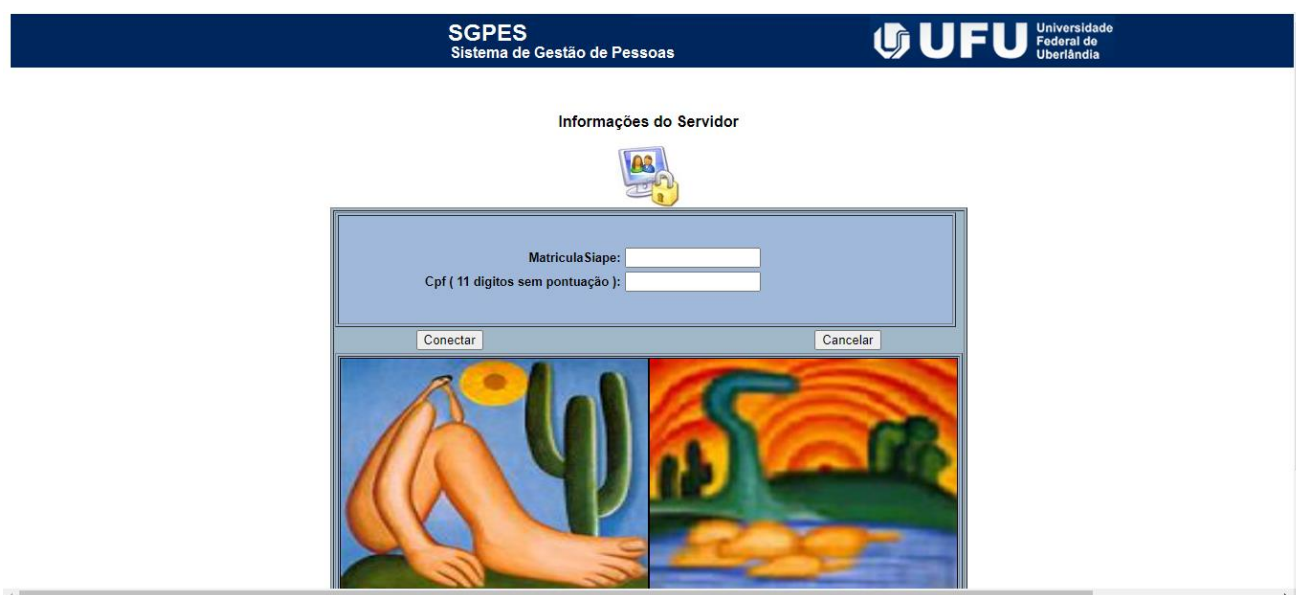 SGPES
Sistema de Gestão de Pessoas
UFU
Universidade
Federal de
Uberlândia
Informações do Servidor
MatriculaSiape:
Cpf ( 11 digitos sem pontuação ):
Conectar
Cancelar